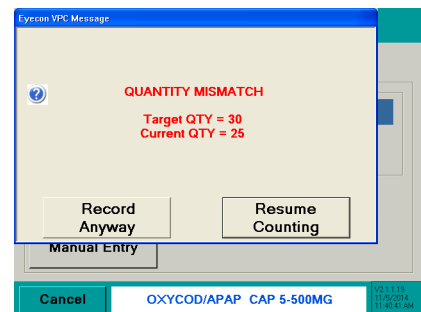 Eyecon VPC Message
QUANTITY MISMATCH
Target QTY = 30
Current QTY = 25
Record
Anyway
Resume
Counting
Manual Entry
Cancel
OXYCOD/APAP CAP 5-500MG
V2.1.1.19
11/5/2014
11:40:41 AM